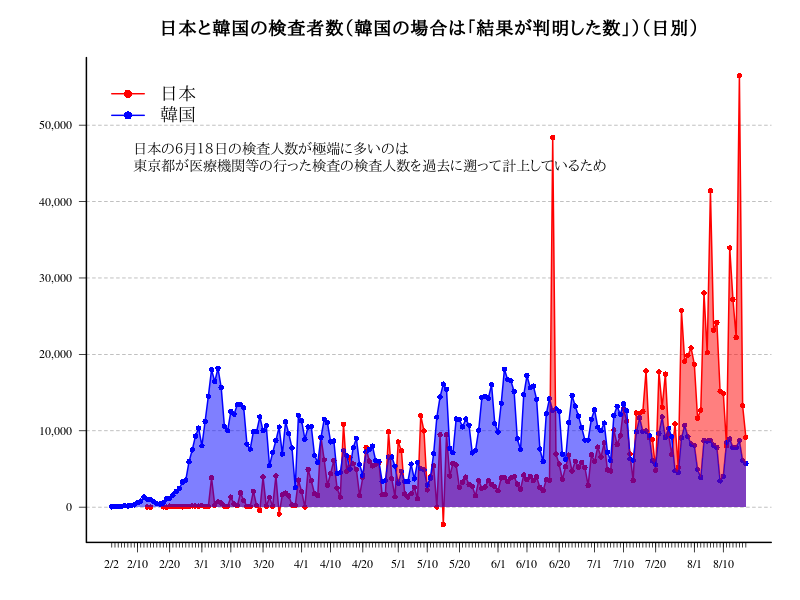 日本と韓国の検査者数（韓国の場合は「結果が判明した数」）（日別）
日本
韓国
日本の6月18日の検査人数が極端に多いのは
東京都が医療機関等の行った検査の検査人数を過去に遡って計上しているため
50,000
40,000
30,000
20,000
10,000
0
2/2 2/10 2/20 3/1 3/10 3/20 4/1 4/10 4/20 5/1 5/10 5/20 6/1 6/10 6/20 7/1 7/10 7/20 8/1 8/10